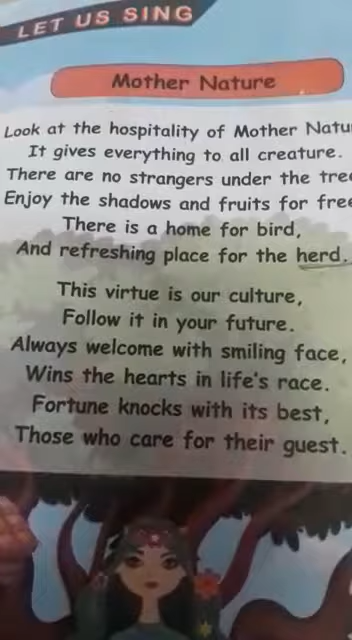 LET US SING
Mother Nature
Look at the hospitality of Mother Natu
It gives everything to all creature.
There are no strangers under the tree
Enjoy the shadows and fruits for free
There is a home for bird,
And refreshing place for the herd.
This virtue is our culture,
Follow it in your future.
Always welcome with smiling face,
Wins the hearts in life's race.
Fortune knocks with its best,
Those who care for their guest.